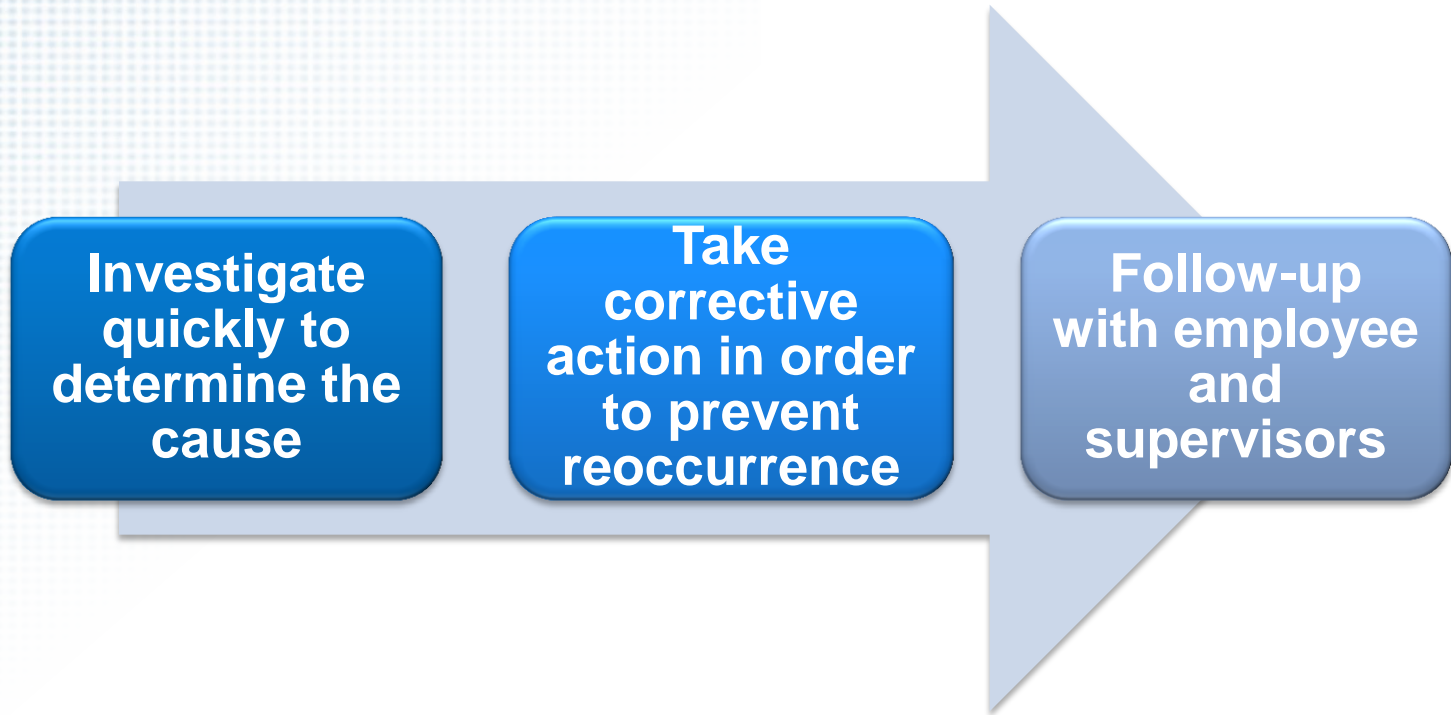 Investigate
quickly to
determine the
cause
Take
corrective
action in order
to prevent
reoccurrence
Follow-up
with employee
and
supervisors